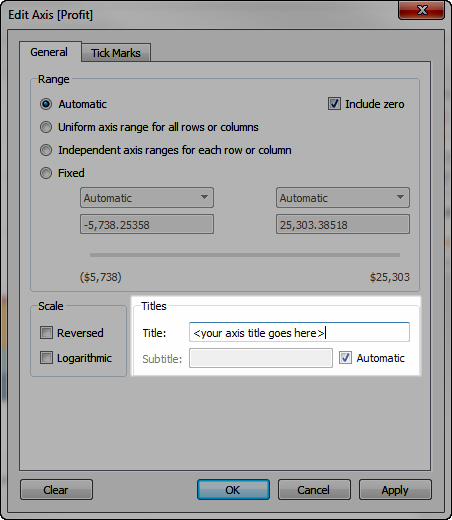 Edit Axis [Profit]
General
Tick Marks
Range
Automatic
Include zero
Uniform axis range for all rows or columns
Independent axis ranges for each row or column
Fixed
Automatic
Automatic
-5,738.25358
25,303.38518
($5,738)
$25,303
Scale
Reversed
Logarithmic
Titles
Title: <your axis title goes here>
Subtitle:
Automatic
Clear
OK
Cancel
Apply